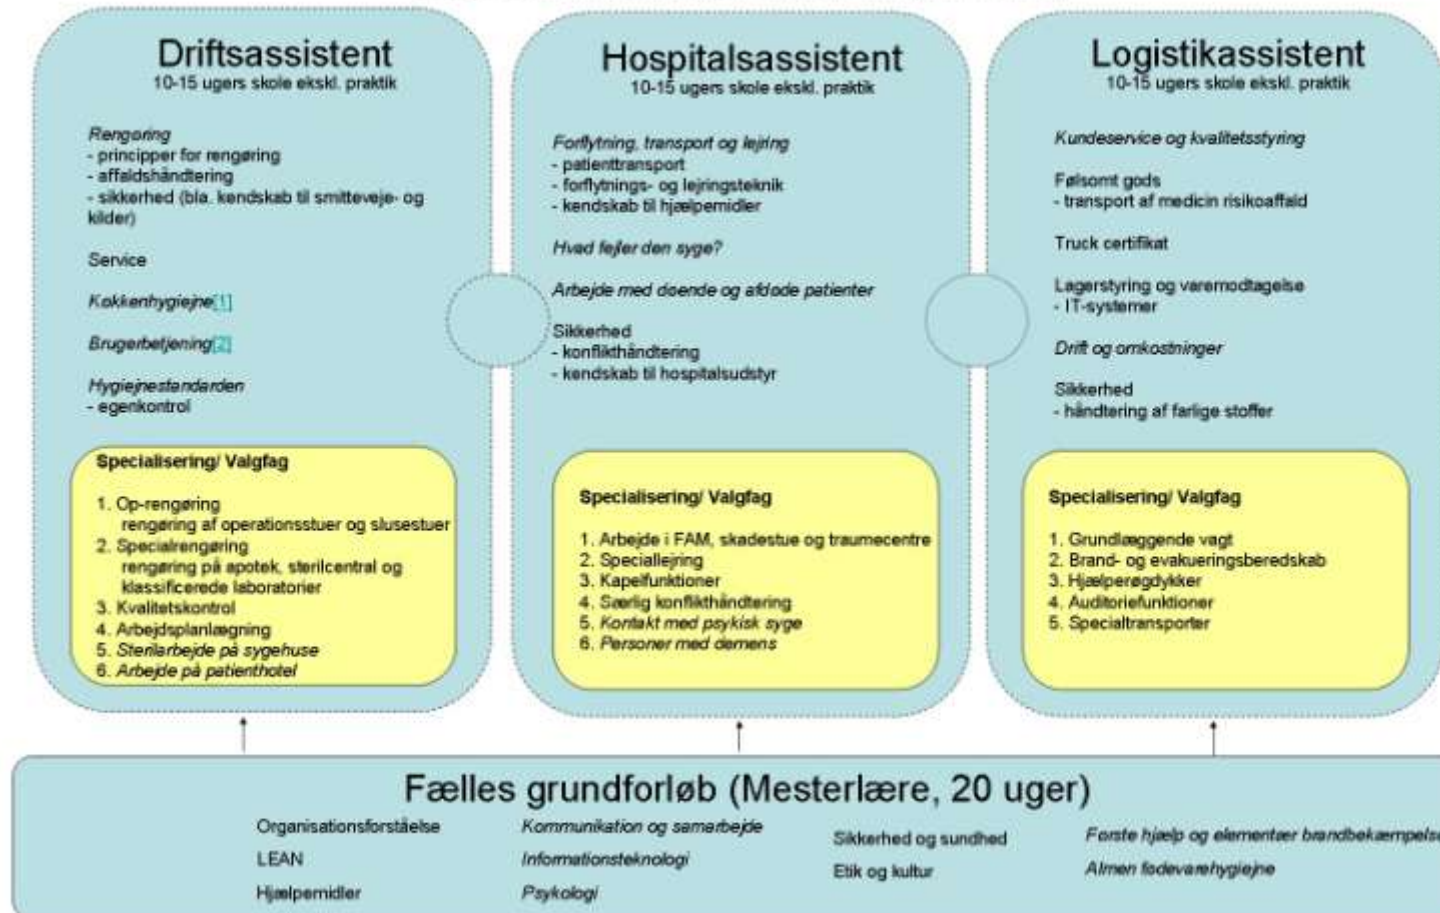 Driftsassistent
10-15 ugers skole ekskl. praktik
Rengøring
- principper for rengøring
- affaldshåndtering
- sikkerhed (bla. kendskab til smitteveje- og
kilder)
Service
Køkkenhygiejne[1]
Brugerbetjening[2]
Hygiejnestandarden
- egenkontrol
Specialisering/ Valgfag
1. Op-rengøring
rengøring af operationsstuer og slusestuer
2. Specialrengøring
rengøring på apotek, sterilcentral og
klassificerede laboratorier
3. Kvalitetskontrol
4. Arbejdsplanlægning
5. Sterilarbejde på sygehuse
6. Arbejde på patienthotel
Hospitalsassistent
10-15 ugers skole ekskl. praktik
Forflytning, transport og lejring
- patienttransport
- forflytnings- og lejringsteknik
- kendskab til hjælpemidler
Hvad fejler den syge?
Arbejde med døende og afdøde patienter
Sikkerhed
- konflikthåndtering
- kendskab til hospitalsudstyr
Specialisering/ Valgfag
1. Arbejde i FAM, skadestue og traumecentre
2. Speciallejring
3. Kapelfunktioner
4. Særlig konflikthåndtering
5. Kontakt med psykisk syge
6. Personer med demens
Logistikassistent
10-15 ugers skole ekskl. praktik
Kundeservice og kvalitetsstyring
Følsomt gods
- transport af medicin risikoaffald
Truck certifikat
Lagerstyring og varemodtagelse
- IT-systemer
Drift og omkostninger
Sikkerhed
- håndtering af farlige stoffer
Specialisering/ Valgfag
1. Grundlæggende vagt
2. Brand- og evakueringsberedskab
3. Hjælperøgdykker
4. Auditoriefunktioner
5. Specialtransporter
Fælles grundforløb (Mesterlære, 20 uger)
Organisationsforståelse
LEAN
Hjælpemidler
Kommunikation og samarbejde
Informationsteknologi
Psykologi
Sikkerhed og sundhed
Etik og kultur
Første hjælp og elementær brandbekæmpelse
Almen fødevarehygiejne